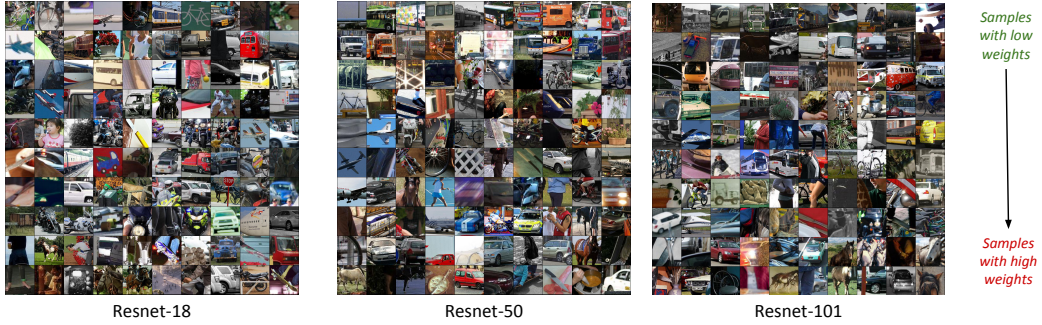 Samples
with low
weights
Samples
with high
weights
Resnet-18
Resnet-50
Resnet-101